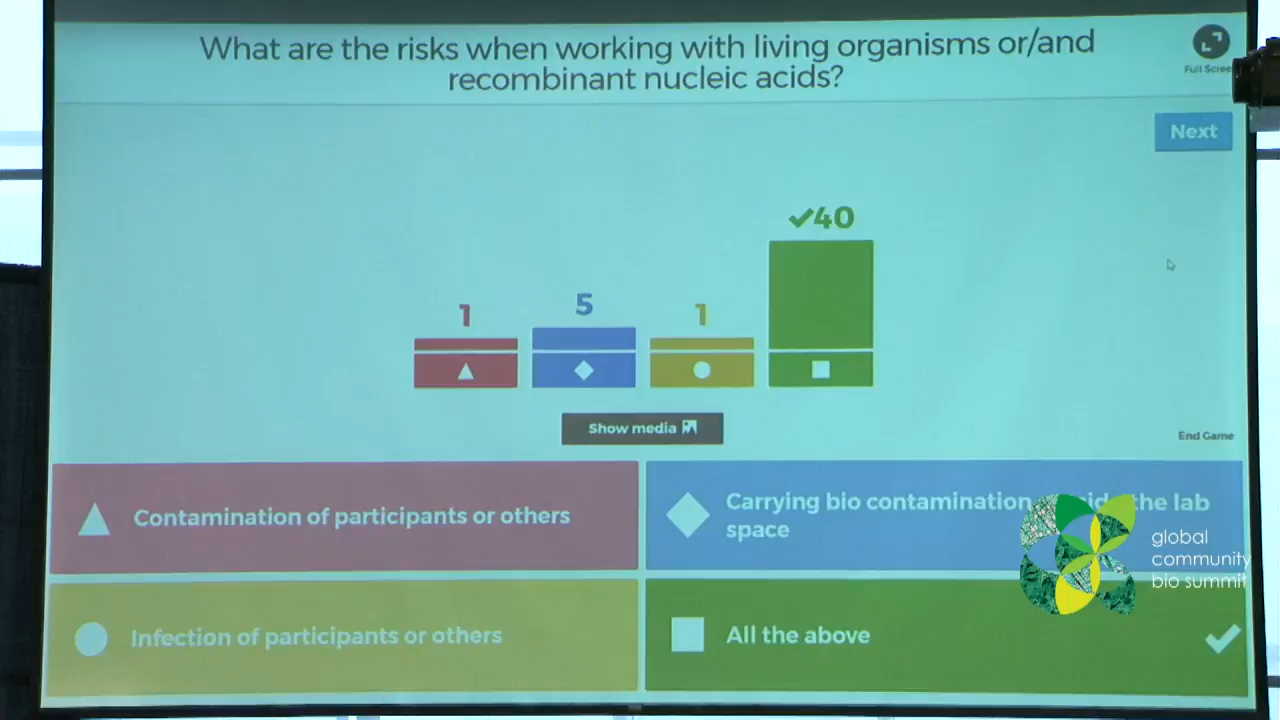 What are the risks when working with living organisms or/and
recombinant nucleic acids?
Full Scree
Next
40
1
5
1
Show media
End Game
Contamination of participants or others
Carrying bio contamination the lab
space
Infection of participants or others
All the above
global
community
bio summit